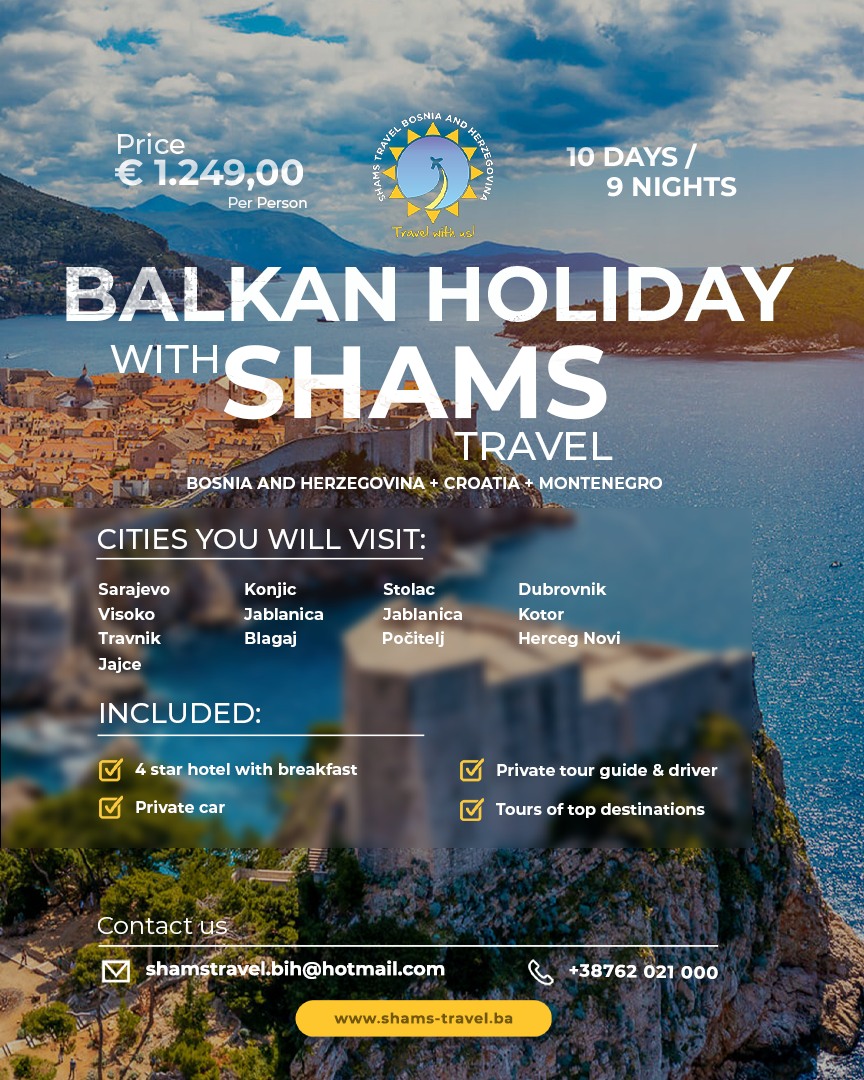 Price
€ 1.249,00
Per Person
SHAMS TRAVEL BOSNIA AND HERZEGOVINA
Travel with us!
10 DAYS /
9 NIGHTS
BALKAN HOLIDAY
WITH SHAMS
TRAVEL
BOSNIA AND HERZEGOVINA + CROATIA + MONTENEGRO
CITIES YOU WILL VISIT:
Sarajevo Konjic Stolac Dubrovnik
Visoko Jablanica Jablanica Kotor
Travnik Blagaj Počitelj Herceg Novi
Jajce
INCLUDED:
4 star hotel with breakfast Private tour guide & driver
Private car Tours of top destinations
Contact us
shamstravel.bih@hotmail.com +38762 021 000
www.shams-travel.ba